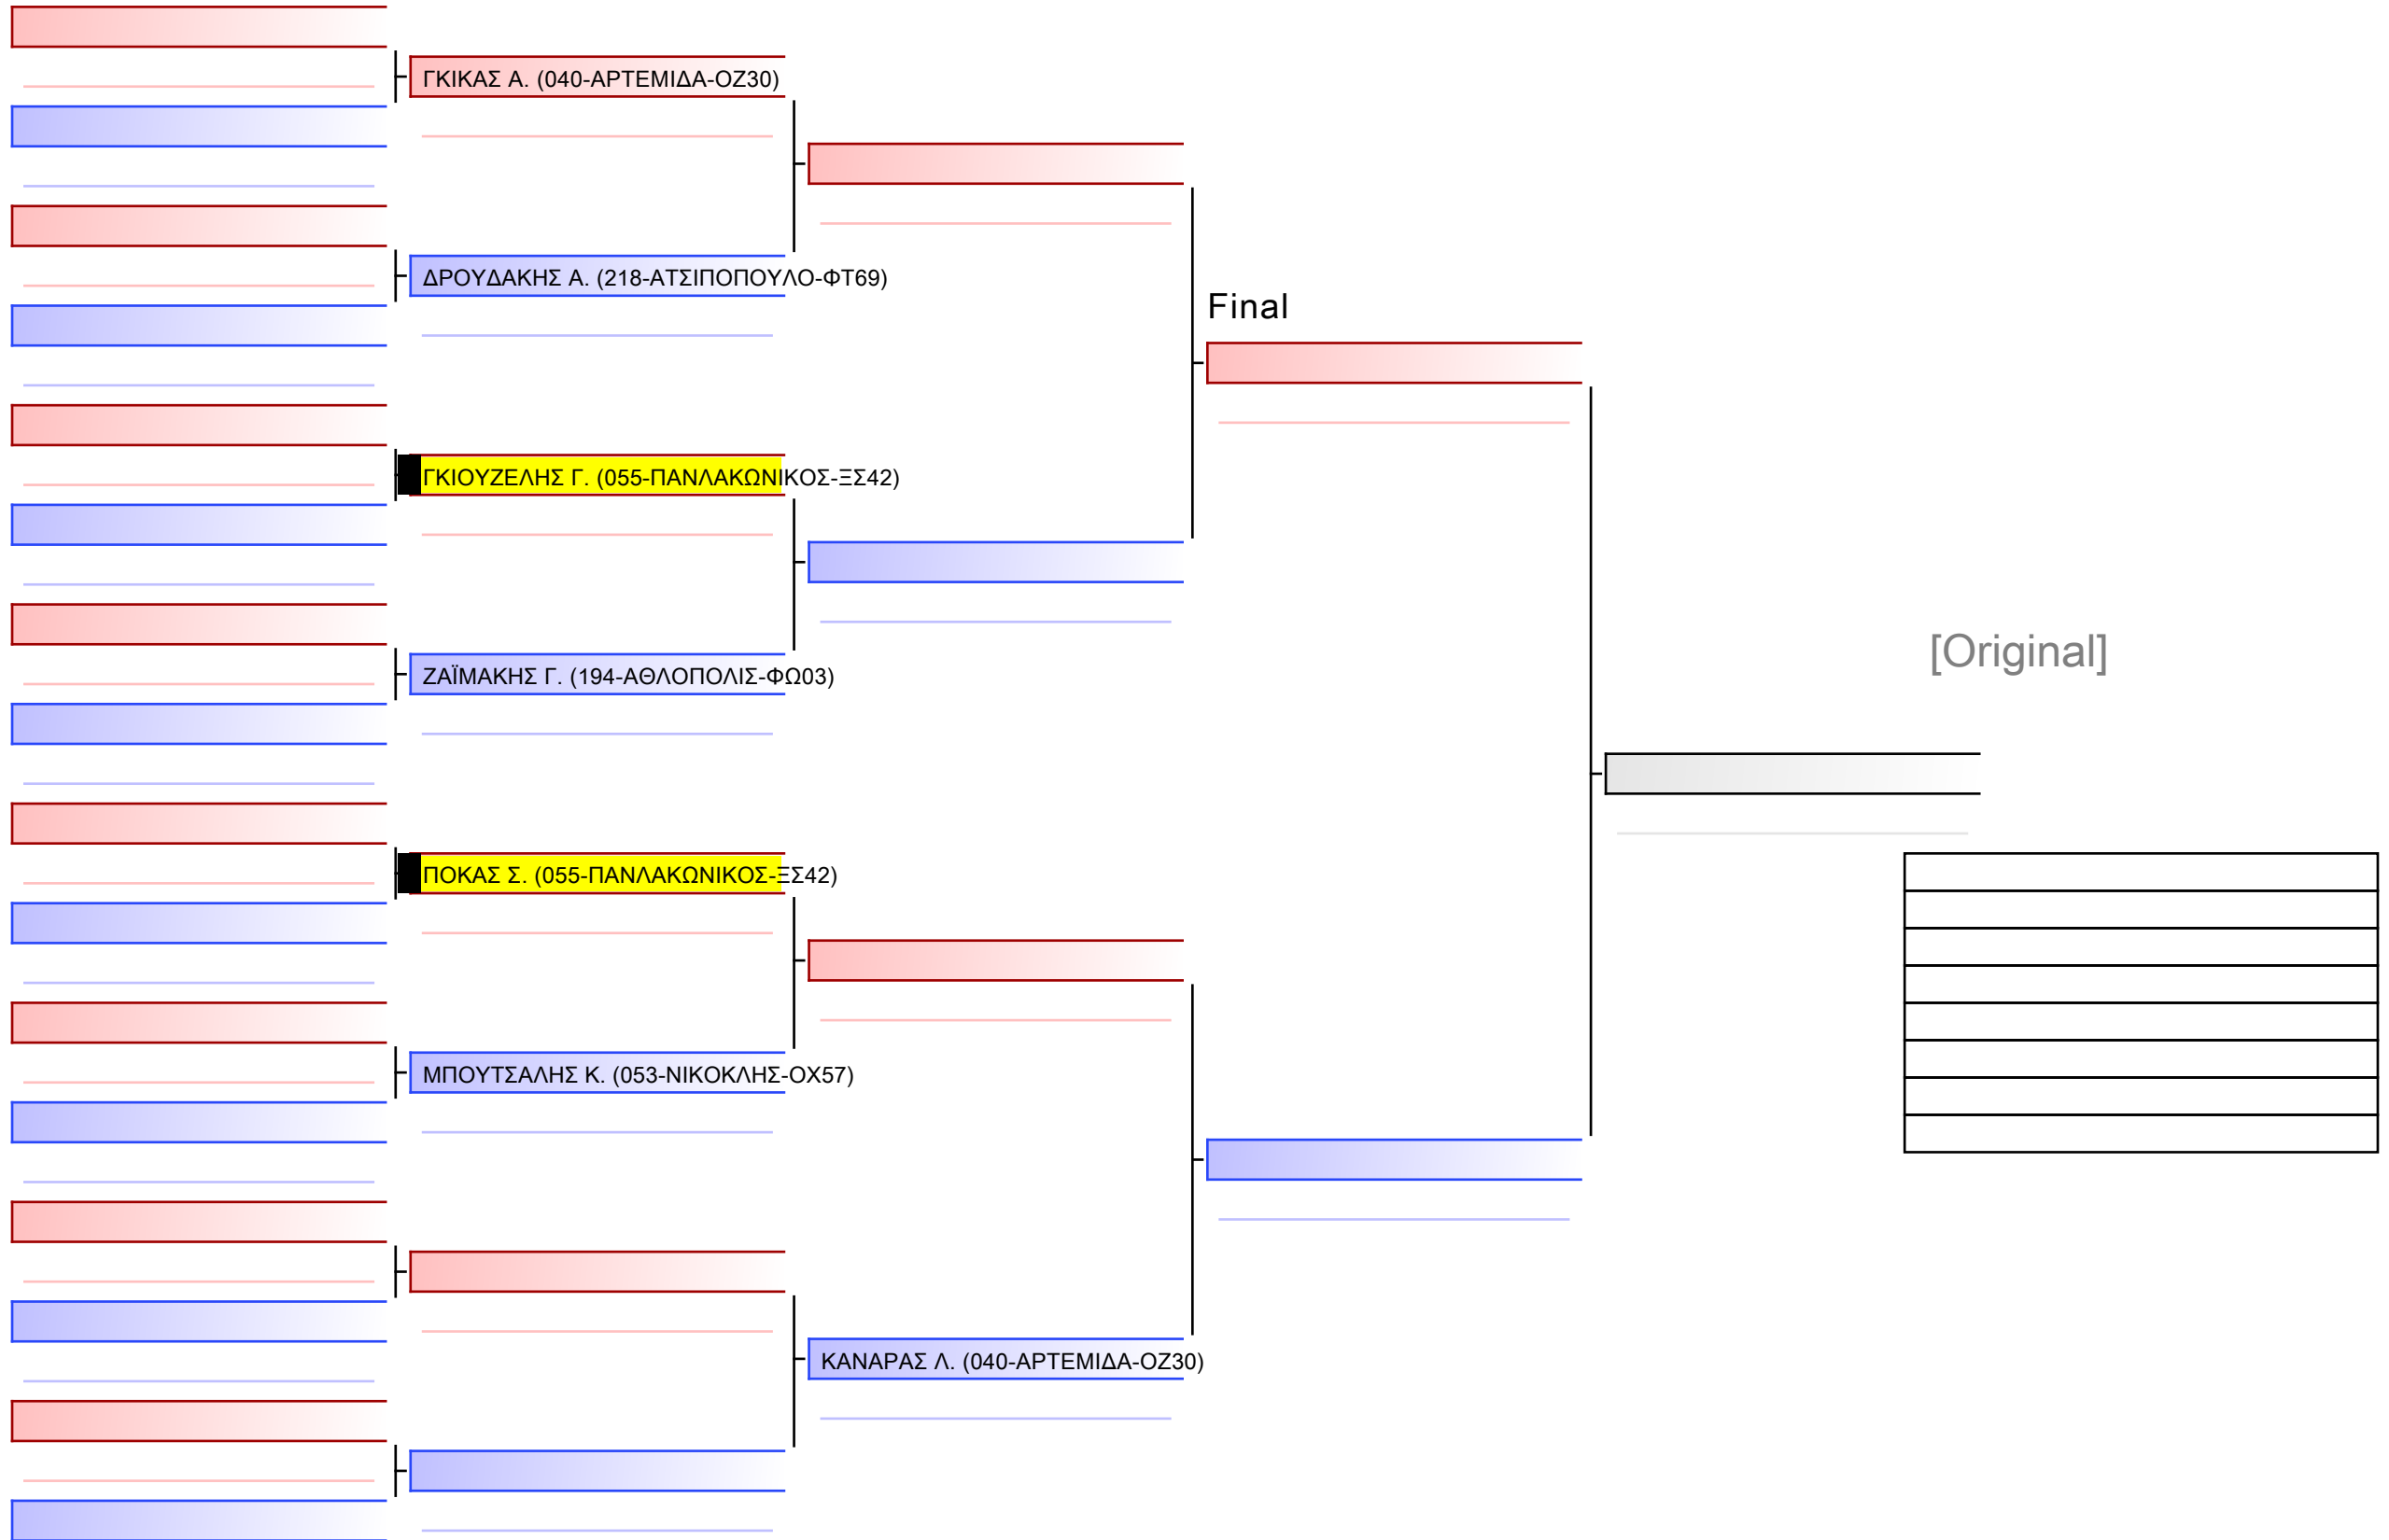 ΓΚΙΚΑΣ Α. (040-ΑΡΤΕΜΙΔΑ-ΟΖ30)
ΔΡΟΥΔΑΚΗΣ Α. (218-ΑΤΣΙΠΟΠΟΥΛΟ-ΦΤ69)
Final
ΓΚΙΟΥΖΕΛΗΣ Γ. (055-ΠΑΝΛΑΚΩΝΙΚΟΣ-ΞΣ42)
ΖΑΪΜΑΚΗΣ Γ. (194-ΑΘΛΟΠΟΛΙΣ-ΦΩ03)
[Original]
ΠΟΚΑΣ Σ. (055-ΠΑΝΛΑΚΩΝΙΚΟΣ-ΞΣ42)
ΜΠΟΥΤΣΑΛΗΣ Κ. (053-ΝΙΚΟΚΛΗΣ-ΟΧ57)
ΚΑΝΑΡΑΣ Λ. (040-ΑΡΤΕΜΙΔΑ-ΟΖ30)